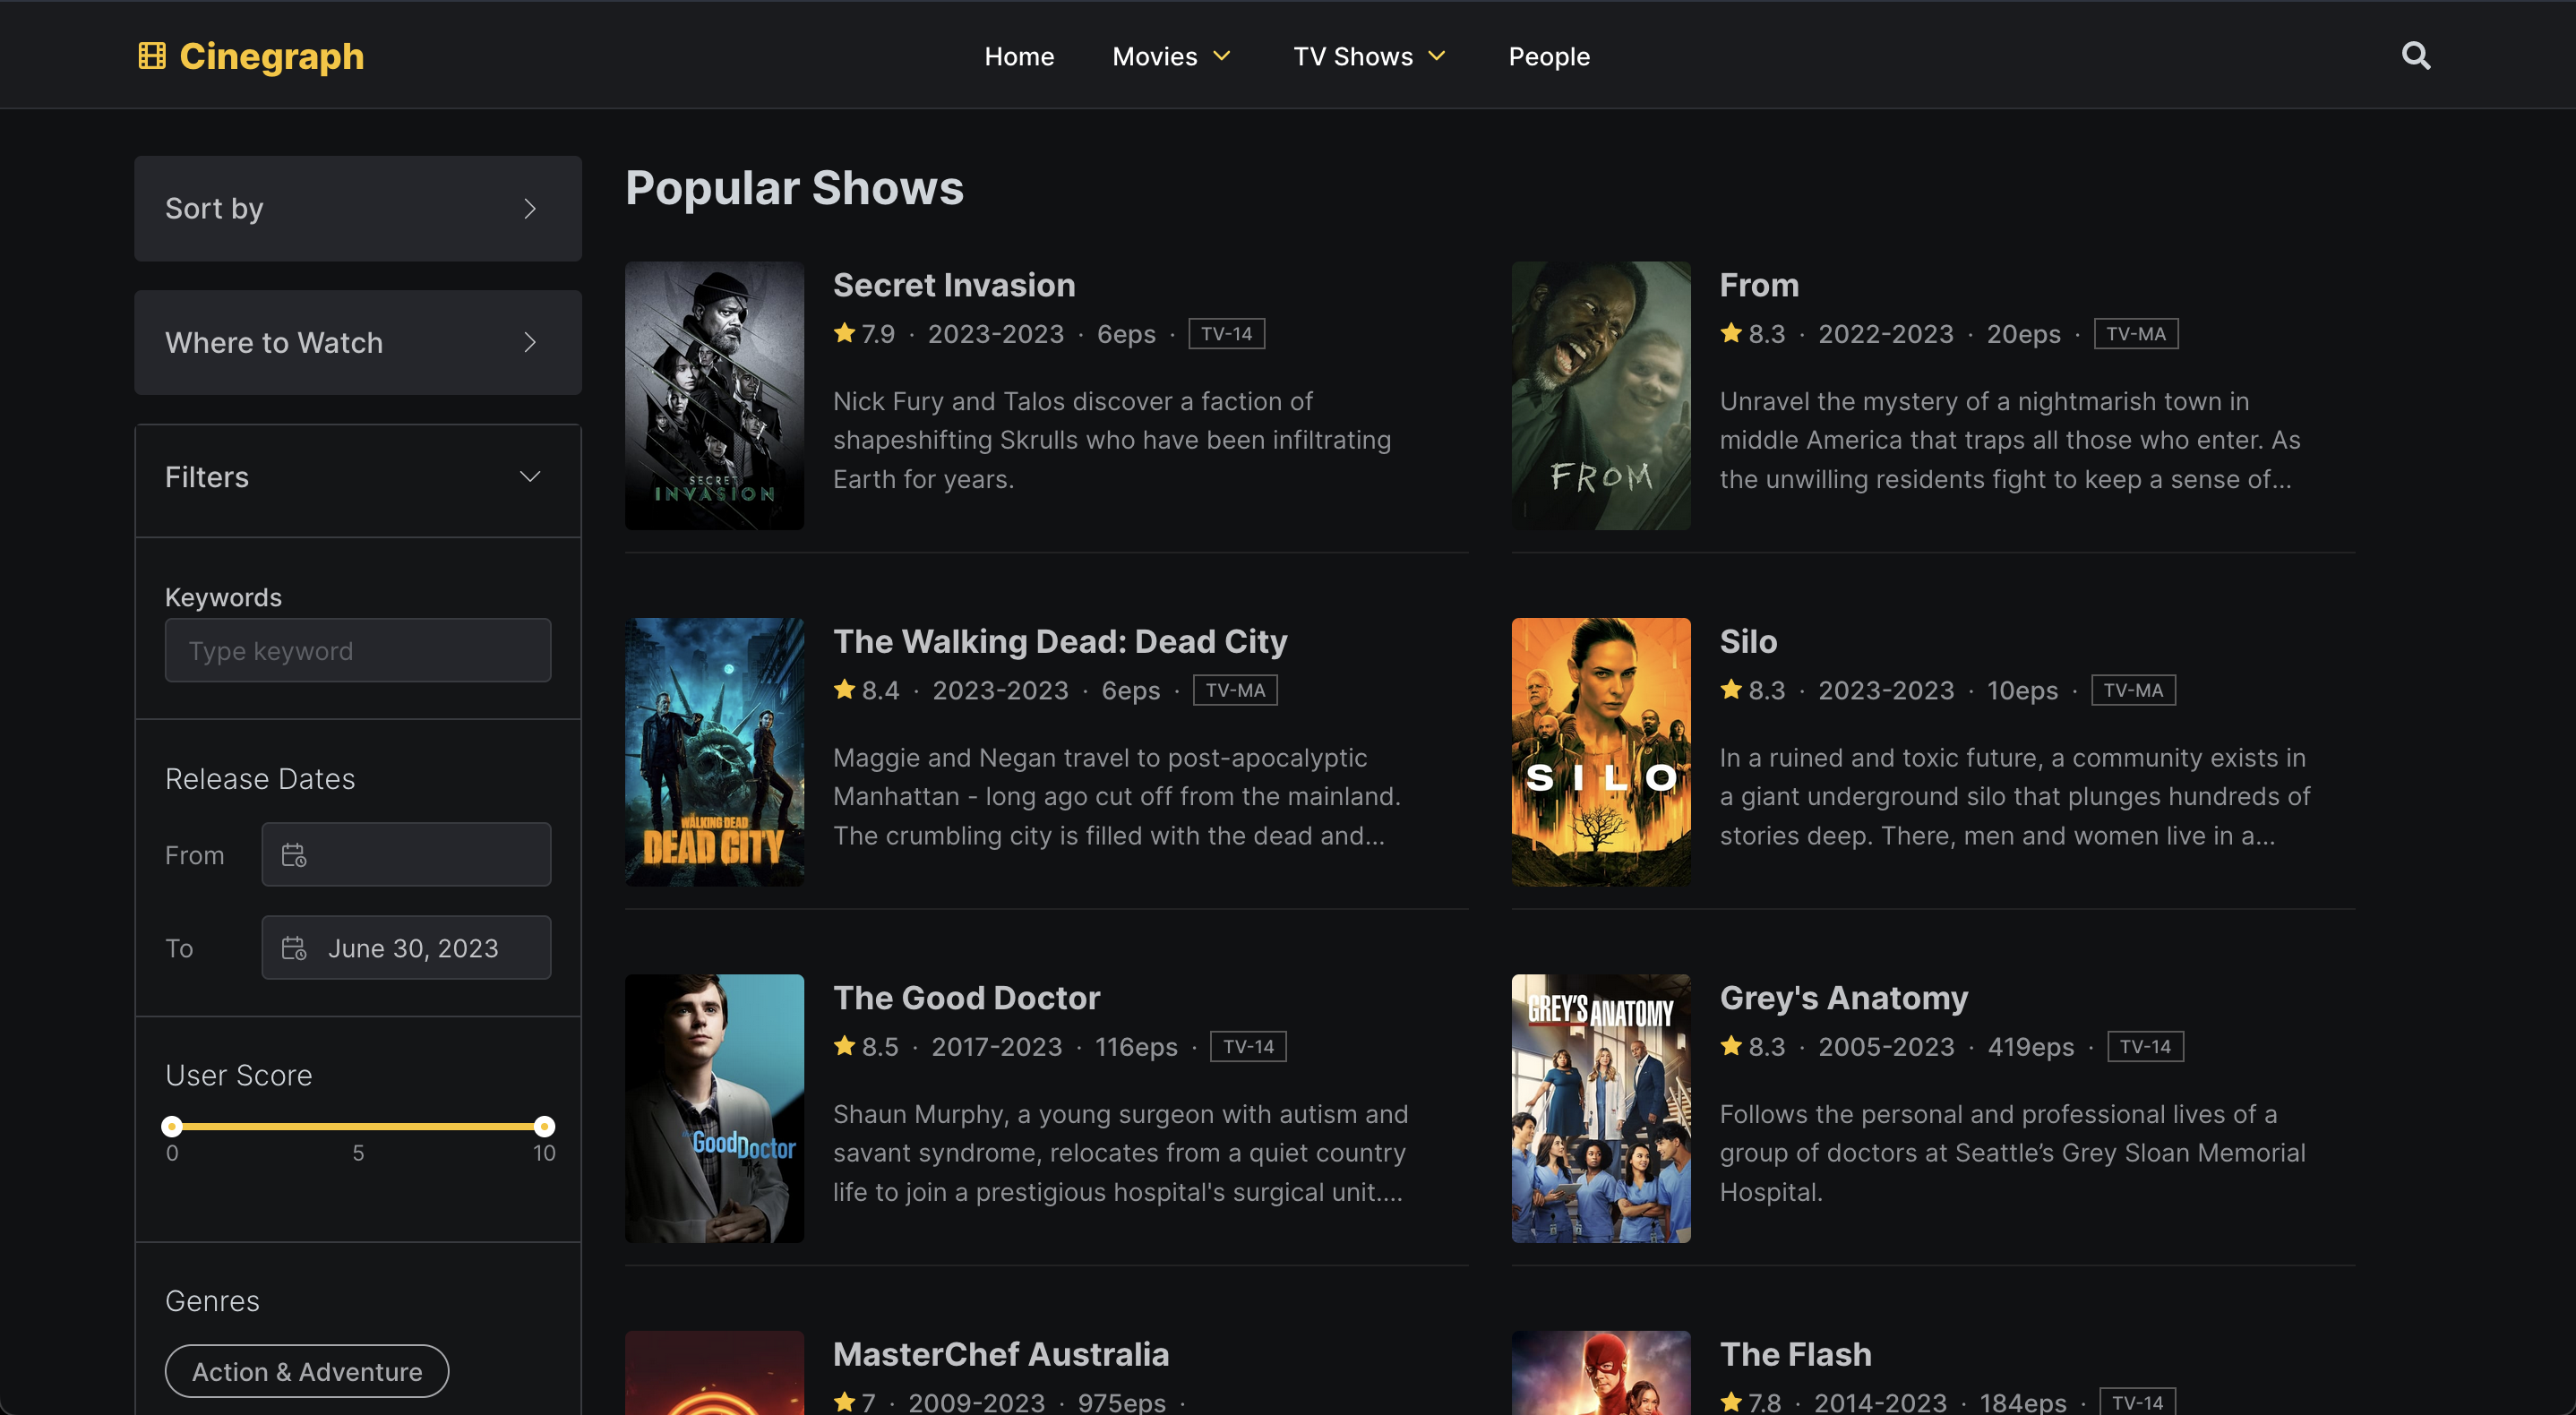 Cinegraph
Home
Movies
TV Shows
People
Sort by
Where to Watch
Filters
Keywords
Type keyword
Release Dates
From
To
June 30, 2023
User Score
0 5 10
Genres
Action & Adventure
Popular Shows
SECRET
INVASION
Secret Invasion
7.9 · 2023-2023 · 6eps · TV-14
Nick Fury and Talos discover a faction of
shapeshifting Skrulls who have been infiltrating
Earth for years.
FROM
From
8.3 · 2022-2023 · 20eps · TV-MA
Unravel the mystery of a nightmarish town in
middle America that traps all those who enter. As
the unwilling residents fight to keep a sense of...
WALKING DEAD
DEAD CITY
The Walking Dead: Dead City
8.4 · 2023-2023 · 6eps · TV-MA
Maggie and Negan travel to post-apocalyptic
Manhattan - long ago cut off from the mainland.
The crumbling city is filled with the dead and...
SILO
Silo
8.3 · 2023-2023 · 10eps · TV-MA
In a ruined and toxic future, a community exists in
a giant underground silo that plunges hundreds of
stories deep. There, men and women live in a...
GoodDoctor
The Good Doctor
8.5 · 2017-2023 · 116eps · TV-14
Shaun Murphy, a young surgeon with autism and
savant syndrome, relocates from a quiet country
life to join a prestigious hospital's surgical unit....
GREY'S ANATOMY
Grey's Anatomy
8.3 · 2005-2023 · 419eps · TV-14
Follows the personal and professional lives of a
group of doctors at Seattle’s Grey Sloan Memorial
Hospital.
MasterChef Australia
7 · 2009-2023 · 975eps ·
The Flash
7.8 · 2014-2023 · 184eps · TV-14